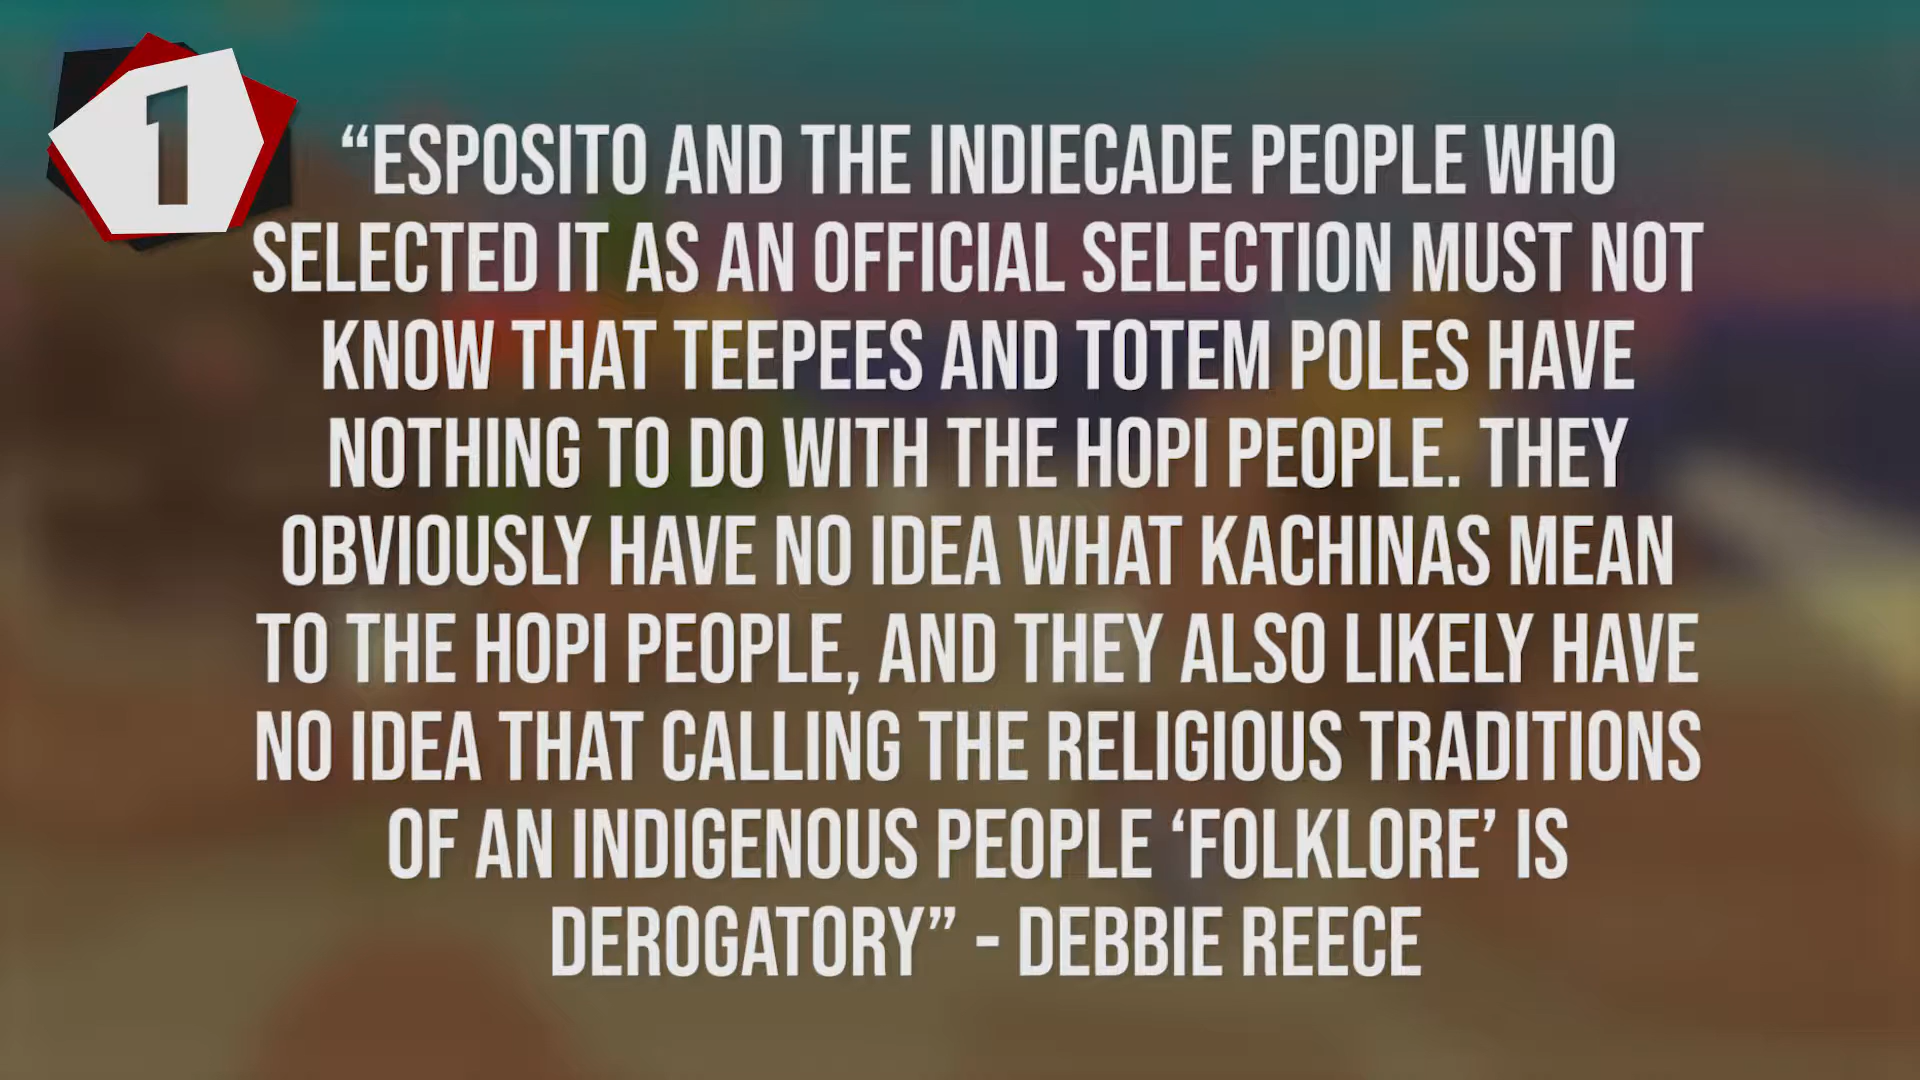 1
“ESPOSITO AND THE INDIECADE PEOPLE WHO
SELECTED IT AS AN OFFICIAL SELECTION MUST NOT
KNOW THAT TEEPEES AND TOTEM POLES HAVE
NOTHING TO DO WITH THE HOPI PEOPLE. THEY
OBVIOUSLY HAVE NO IDEA WHAT KACHINAS MEAN
TO THE HOPI PEOPLE, AND THEY ALSO LIKELY HAVE
NO IDEA THAT CALLING THE RELIGIOUS TRADITIONS
OF AN INDIGENOUS PEOPLE ‘FOLKLORE’ IS
DEROGATORY” - DEBBIE REECE